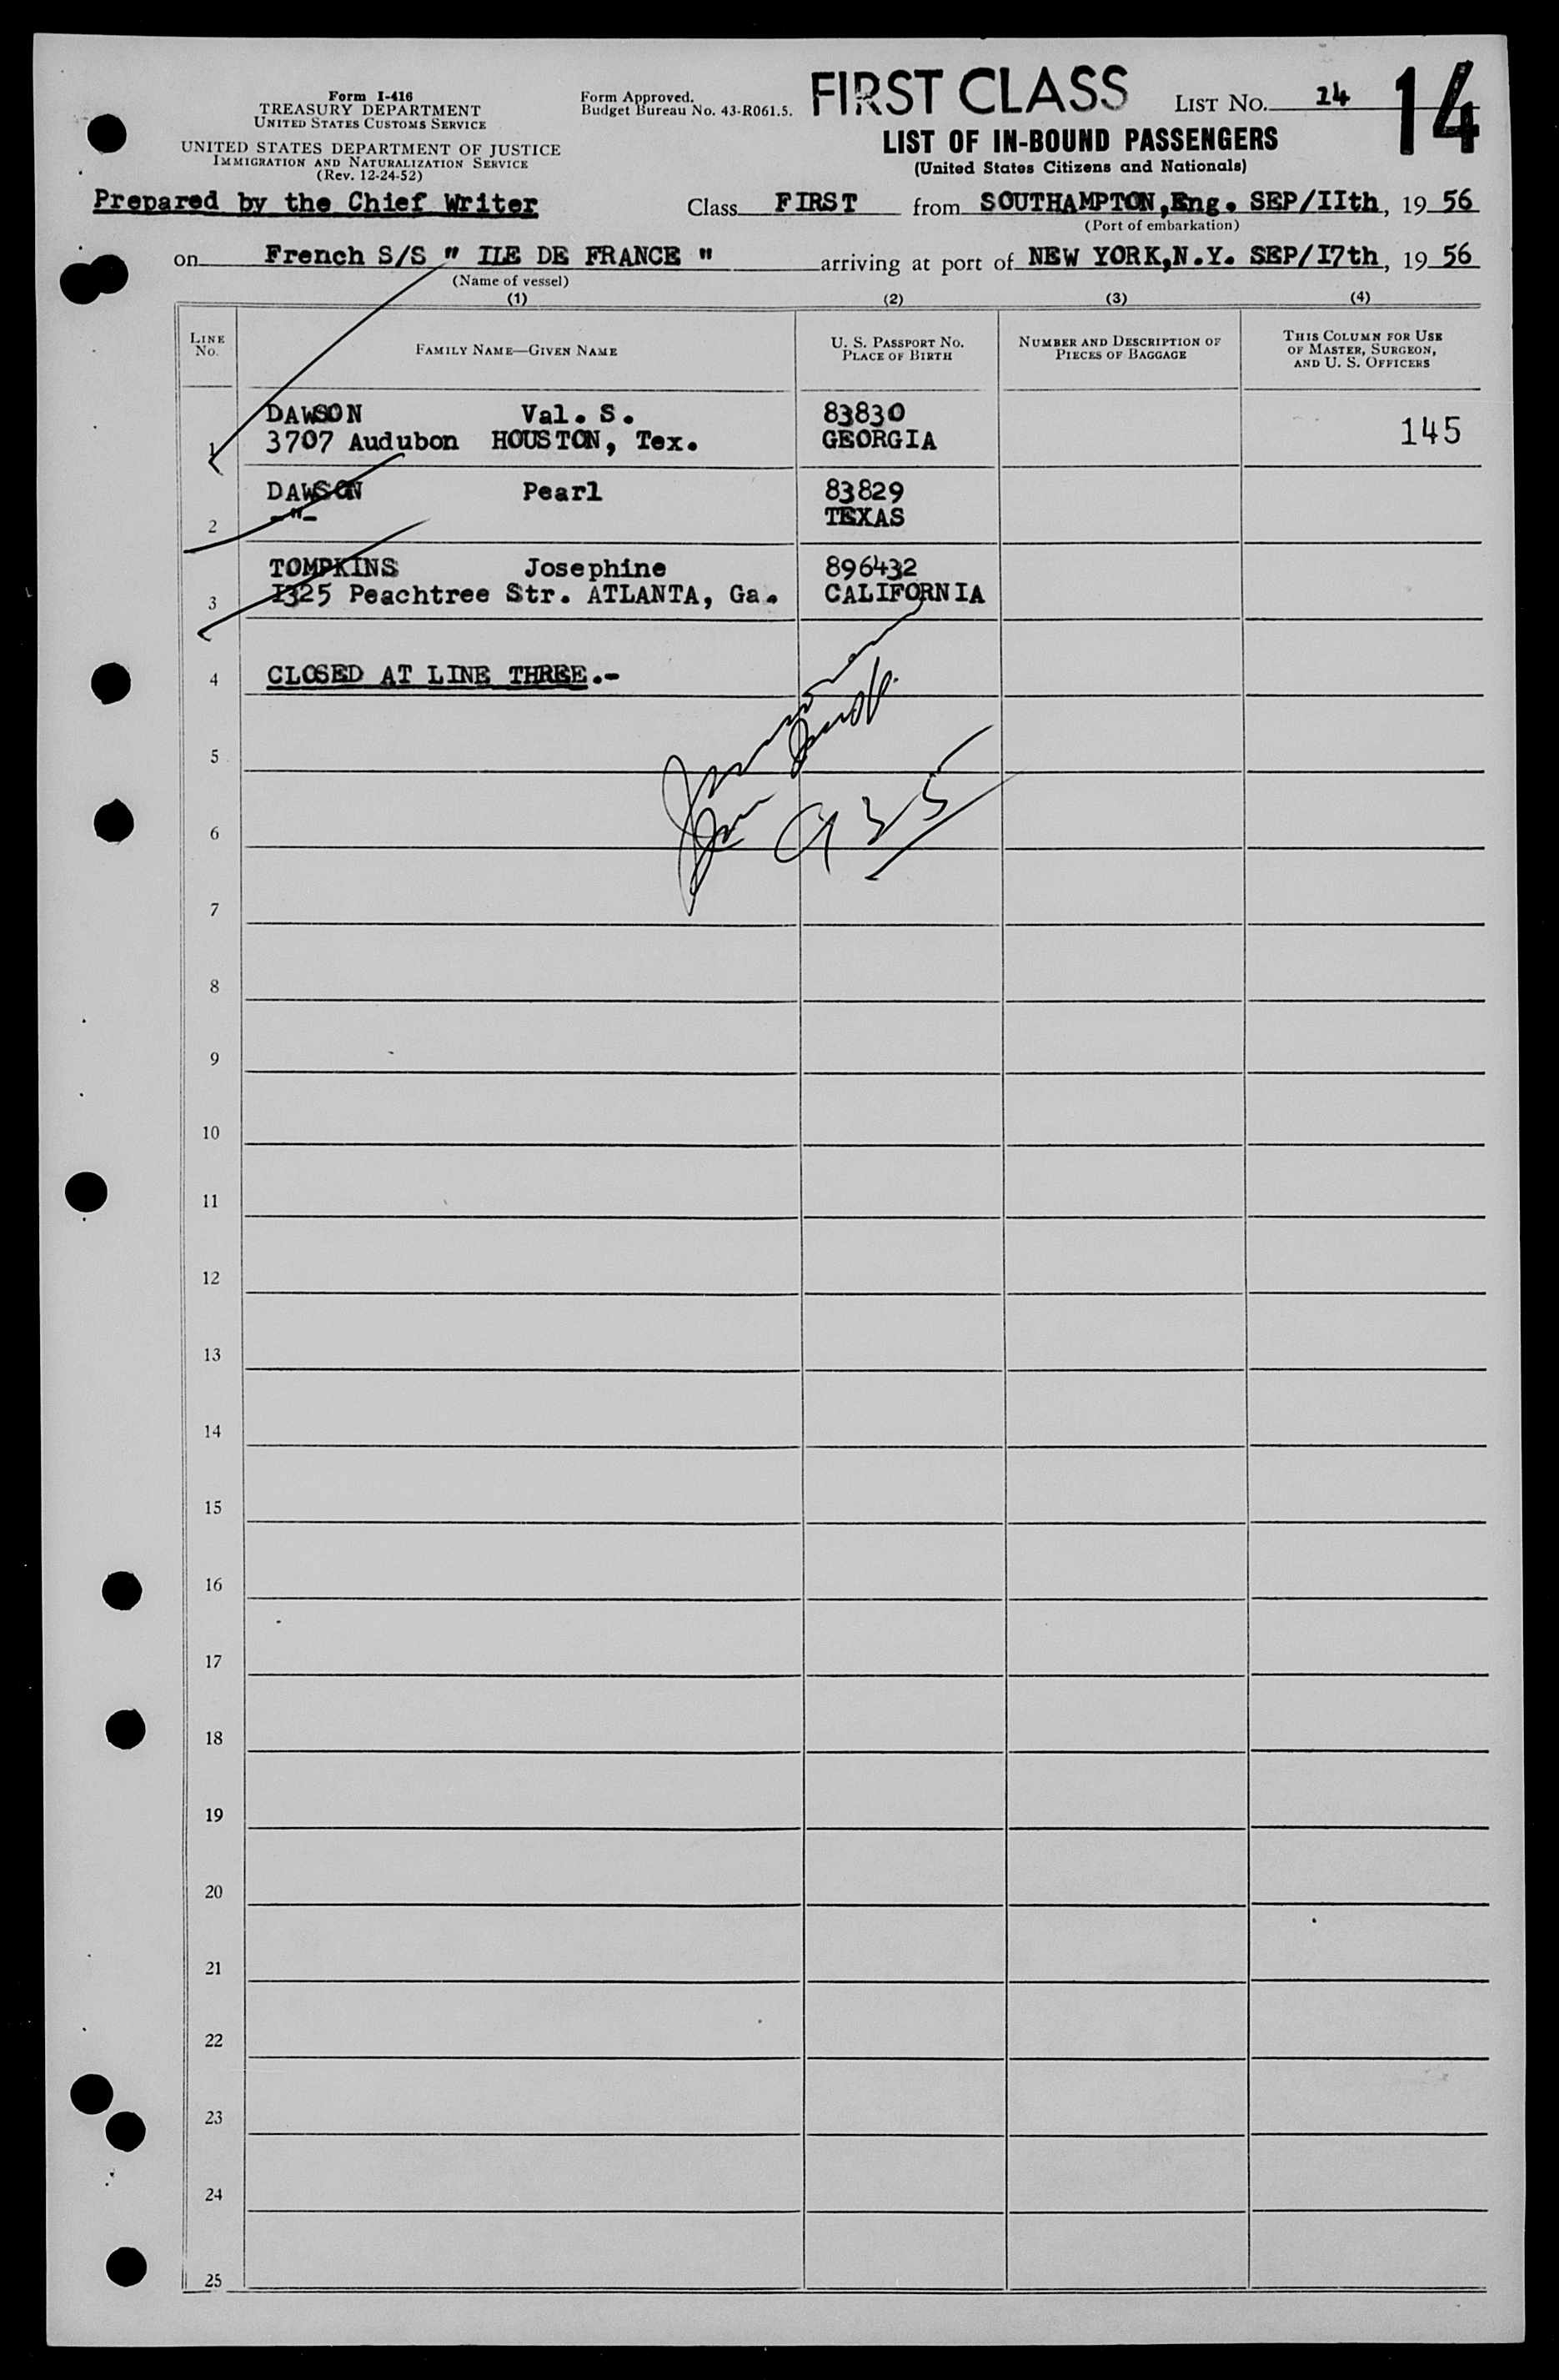 Form I-416
TREASURY DEPARTMENT
UNITED STATES CUSTOMS SERVICE
UNITED STATES DEPARTMENT OF JUSTICE
IMMIGRATION AND NATURALIZATION SERVICE
(Rev. 12-24-52)
Form Approved.
Budget Bureau No. 43-R061.5.
FIRST CLASS
LIST NO. 14
14
LIST OF IN-BOUND PASSENGERS
(United States Citizens and Nationals)
Prepared by the Chief Writer
Class FIRST from SOUTHAMPTON,Eng. SEP/IIth, 19 56
(Port of embarkation)
on French S/S " ILE DE FRANCE " arriving at port of NEW YORK,N.Y. SEP/I7th, 19 56
(Name of vessel)
(1) (2) (3) (4)
LINE No.
FAMILY NAME—GIVEN NAME
U. S. PASSPORT NO.
PLACE OF BIRTH
NUMBER AND DESCRIPTION OF
PIECES OF BAGGAGE
THIS COLUMN FOR USE
OF MASTER, SURGEON,
AND U. S. OFFICERS
DAWSON Val. S. 83830
1 3707 Audubon HOUSTON, Tex. GEORGIA 145
DAWSON Pearl 83829
2 -"- TEXAS
TOMPKINS Josephine 896432
3 I325 Peachtree Str. ATLANTA, Ga. CALIFORNIA
4 CLOSED AT LINE THREE.-
5
935
6
7
8
9
10
11
12
13
14
15
16
17
18
19
20
21
22
23
24
25